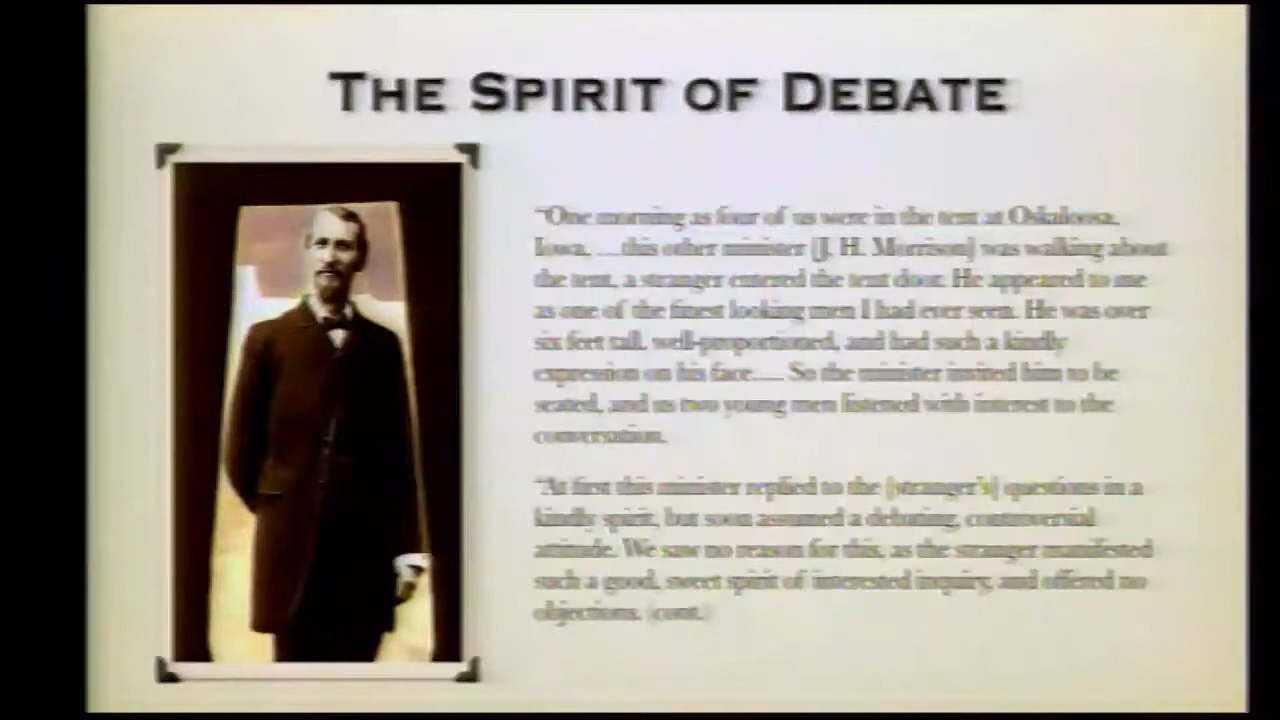 THE SPIRIT OF DEBATE
“One morning as four of us were in the tent at Oskaloosa,
Iowa, …this other minister [J. H. Morrison] was walking about
the tent, a stranger entered the tent door. He appeared to me
as one of the finest looking men I had ever seen. He was over
six feet tall, well-proportioned, and had such a kindly
expression on his face.… So the minister invited him to be
seated, and us two young men listened with interest to the
conversation.
“At first this minister replied to the [stranger’s] questions in a
kindly spirit, but soon assumed a debating, controversial
attitude. We saw no reason for this, as the stranger manifested
such a good, sweet spirit of interested inquiry, and offered no
objections. (cont.)